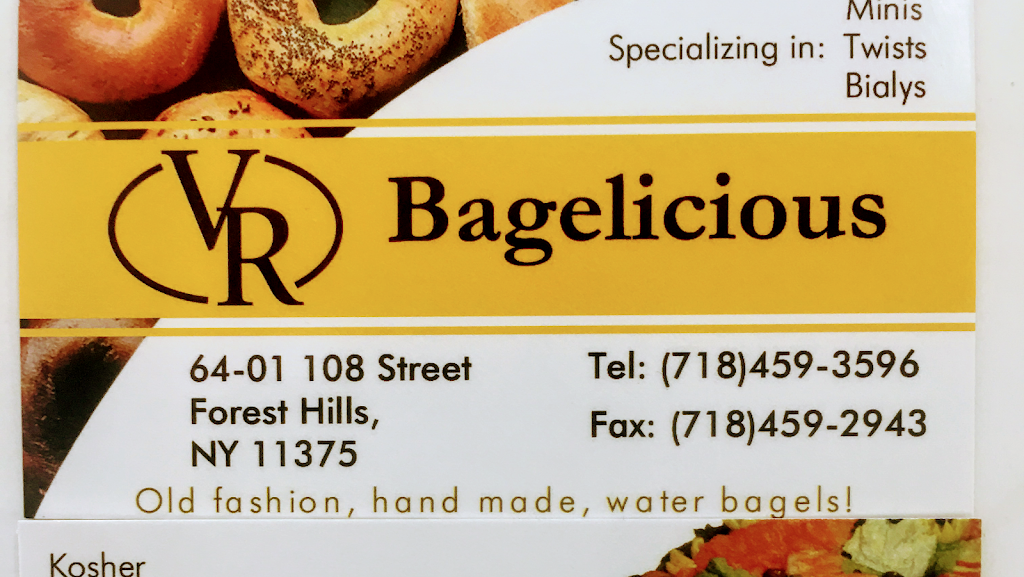 Minis
Specializing in: Twists
Bialys
VR Bagelicious
64-01 108 Street
Forest Hills,
NY 11375
Tel: (718)459-3596
Fax: (718)459-2943
Old fashion, hand made, water bagels!
Kosher